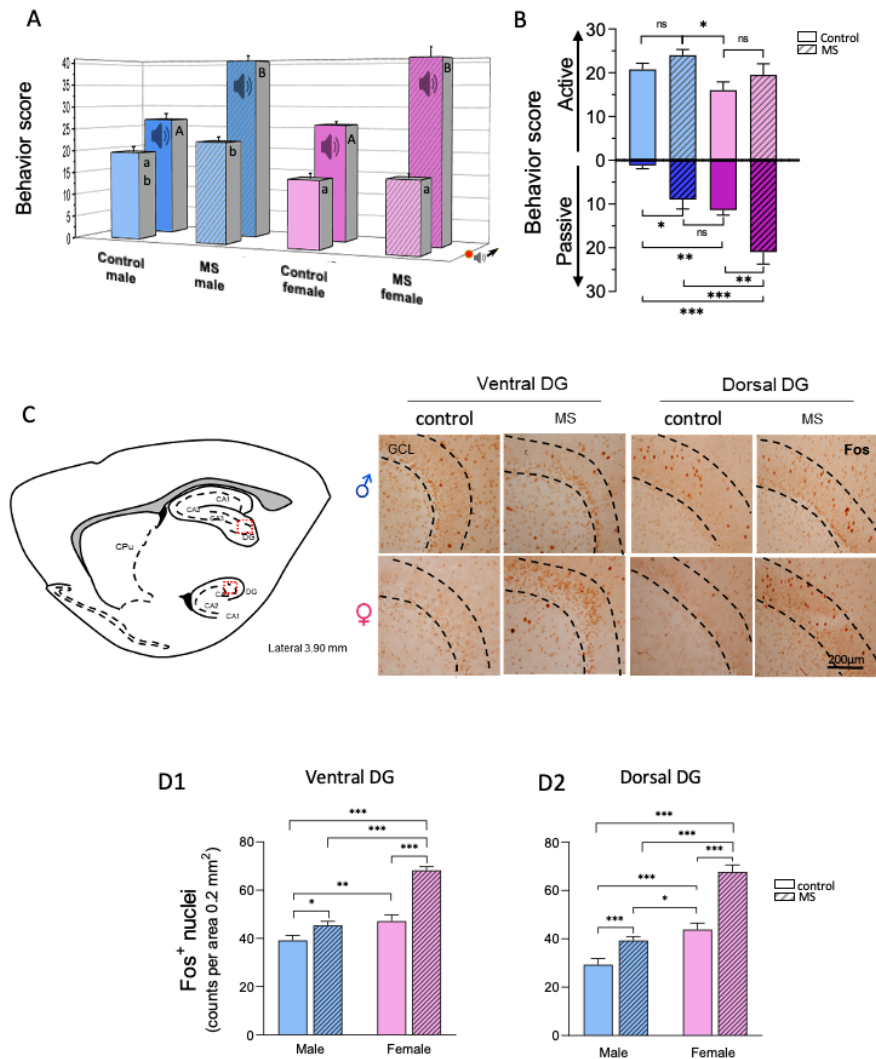 A
Behavior score
40
35
30
25
20
15
10
5
0
a
b
A
b
B
a
A
a
B
Control
male
MS
male
Control
female
MS
female
B
Behavior score
Active
Passive
30
20
10
0
10
20
30
ns
*
ns
Control
MS
*
ns
**
**
***
***
C
CA1
CA2
CA3
DG
CPu
DG
CA2
CA1
Lateral 3.90 mm
Ventral DG
Dorsal DG
control
MS
control
MS
GCL
Fos
♂
♀
200µm
D1
Ventral DG
Fos⁺ nuclei
(counts per area 0.2 mm²)
80
60
40
20
0
***
***
***
**
*
Male
Female
D2
Dorsal DG
80
60
40
20
0
***
***
***
***
*
***
Male
Female
control
MS